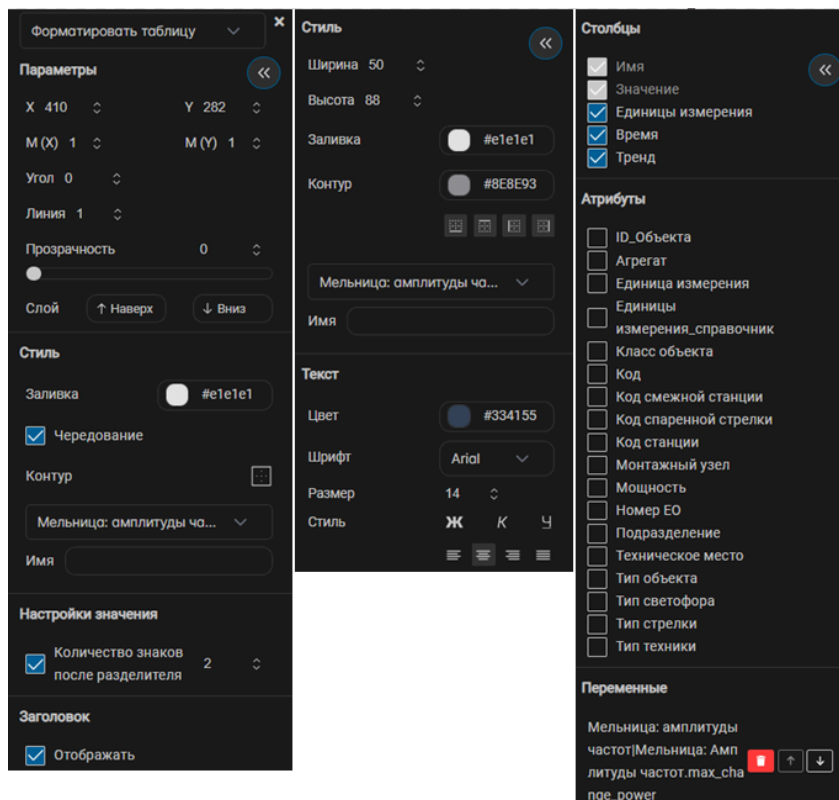 Форматировать таблицу
Параметры
X 410 Y 282
M (X) 1 M (Y) 1
Угол 0
Линия 1
Прозрачность 0
Слой ↑ Наверх ↓ Вниз
Стиль
Заливка #e1e1e1
Чередование
Контур
Мельница: амплитуды ча...
Имя
Настройки значения
Количество знаков
после разделителя 2
Заголовок
Отображать
Стиль
Ширина 50
Высота 88
Заливка #e1e1e1
Контур #8E8E93
Мельница: амплитуды ча...
Имя
Текст
Цвет #334155
Шрифт Arial
Размер 14
Стиль Ж К Ч
Столбцы
Имя
Значение
Единицы измерения
Время
Тренд
Атрибуты
ID_Объекта
Агрегат
Единица измерения
Единицы
измерения_справочник
Класс объекта
Код
Код смежной станции
Код спаренной стрелки
Код станции
Монтажный узел
Мощность
Номер ЕО
Подразделение
Техническое место
Тип объекта
Тип светофора
Тип стрелки
Тип техники
Переменные
Мельница: амплитуды
частот|Мельница: Амп
литуды частот.max_cha
nge_power